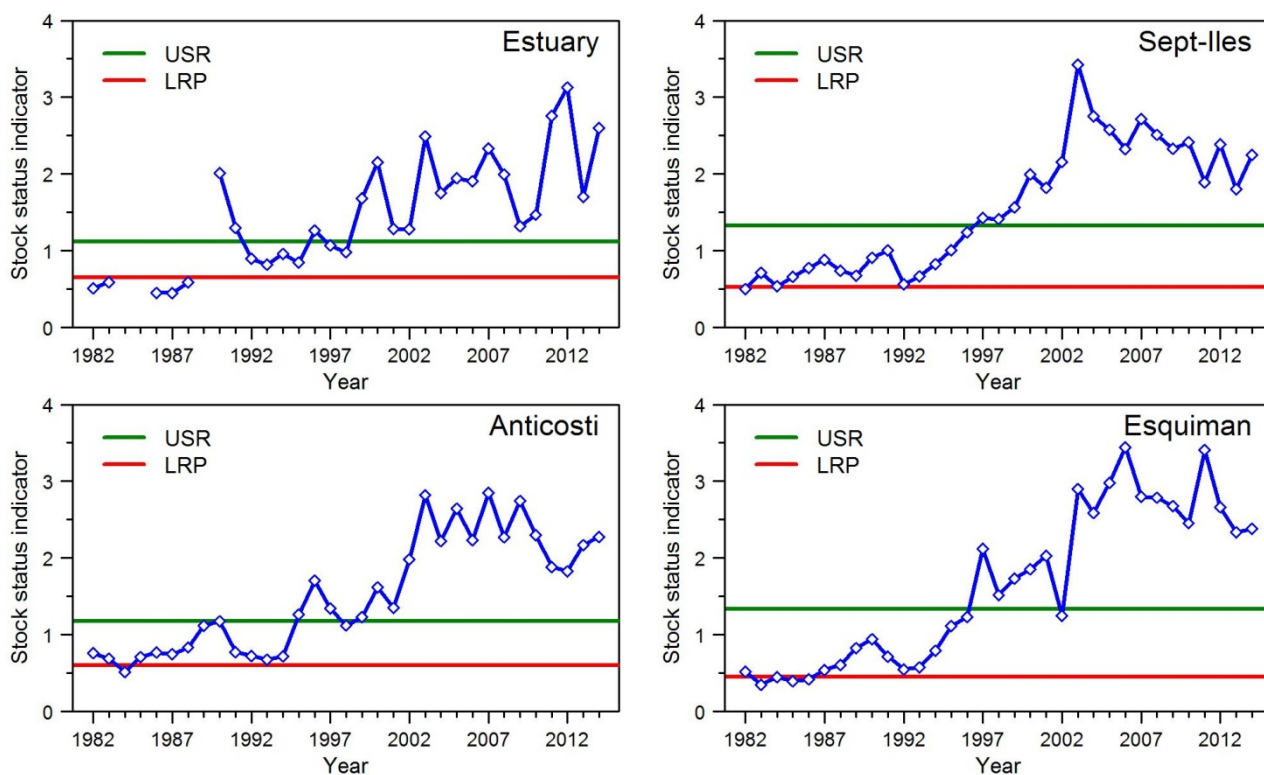 Estuary
USR
LRP
Stock status indicator
4
3
2
1
0
1982 1987 1992 1997 2002 2007 2012
Year
Sept-Iles
USR
LRP
Stock status indicator
4
3
2
1
0
1982 1987 1992 1997 2002 2007 2012
Year
Anticosti
USR
LRP
Stock status indicator
4
3
2
1
0
1982 1987 1992 1997 2002 2007 2012
Year
Esquiman
USR
LRP
Stock status indicator
4
3
2
1
0
1982 1987 1992 1997 2002 2007 2012
Year